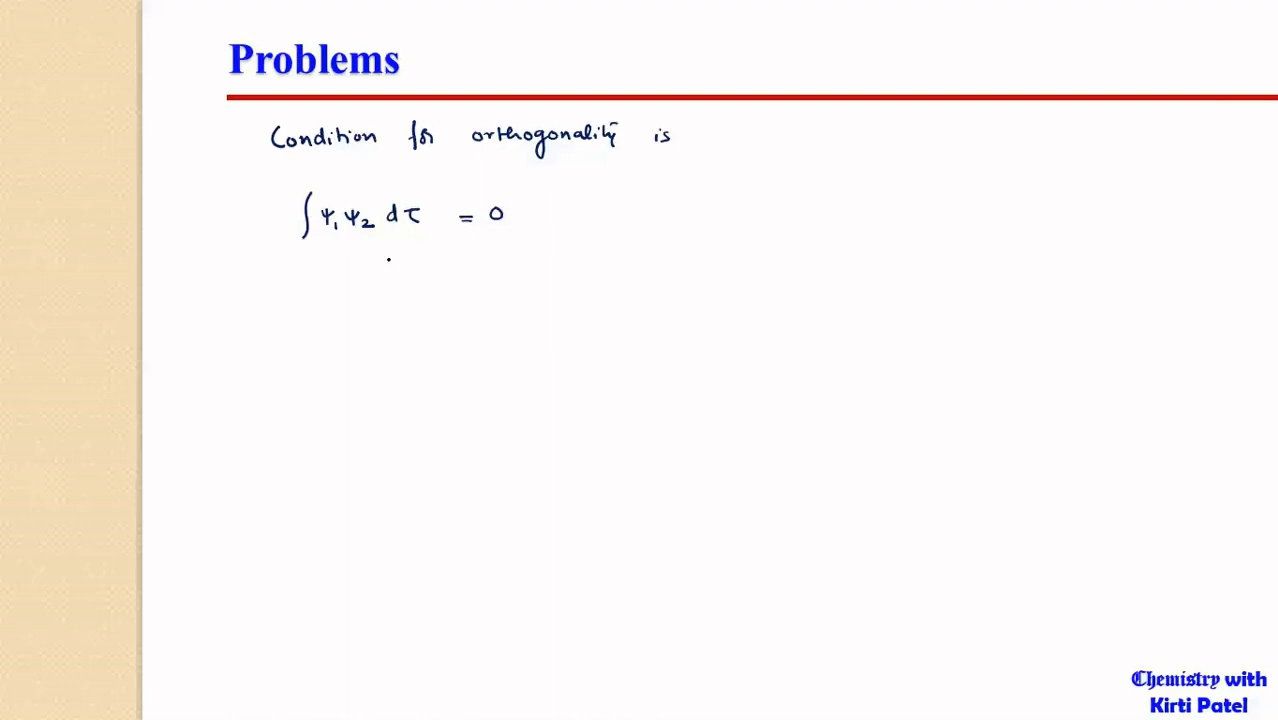 Problems
Condition for orthogonality is
∫ψ₁ψ₂ dτ = 0
Chemistry with
Kirti Patel